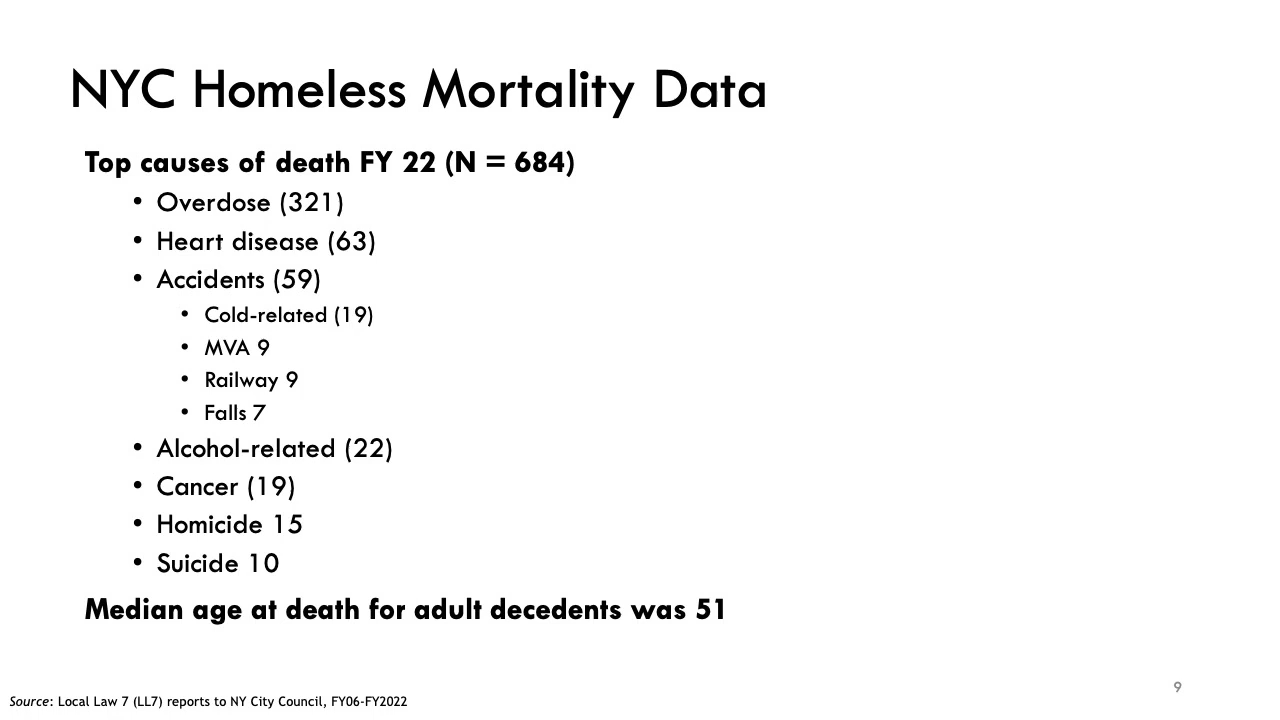 NYC Homeless Mortality Data
Top causes of death FY 22 (N = 684)
• Overdose (321)
• Heart disease (63)
• Accidents (59)
• Cold-related (19)
• MVA 9
• Railway 9
• Falls 7
• Alcohol-related (22)
• Cancer (19)
• Homicide 15
• Suicide 10
Median age at death for adult decedents was 51
Source: Local Law 7 (LL7) reports to NY City Council, FY06-FY2022
9